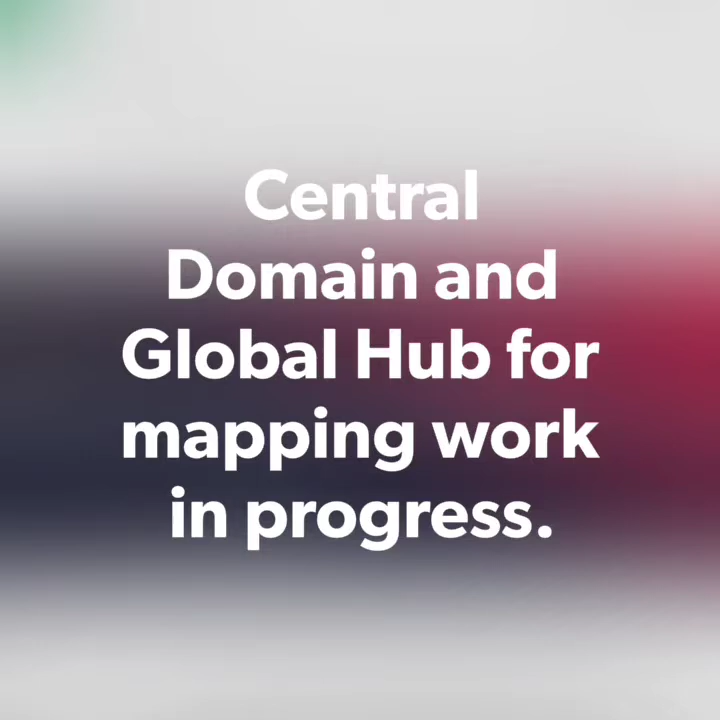 Central
Domain and
Global Hub for
mapping work
in progress.